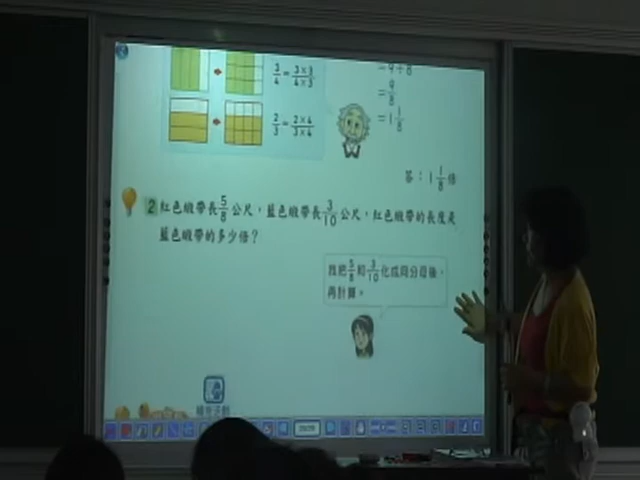 3/4 = 3×3/4×3
= 9÷8
= 9/8
2/3 = 2×4/3×4
= 1 1/8
答：1 1/8 倍
2 紅色緞帶長 5/8 公尺，藍色緞帶長 3/10 公尺，紅色緞帶的長度是
藍色緞帶的多少倍？
我把 5/8 和 3/10 化成同分母後，
再計算。